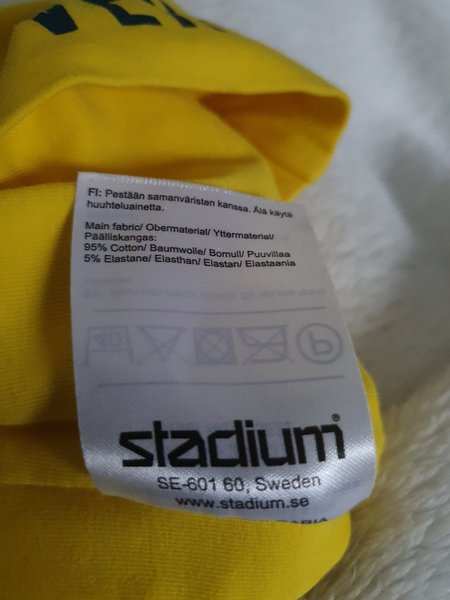 FI: Pestään samanväristen kanssa. Älä käytä
huuhteluainetta.
Main fabric/ Obermaterial/ Yttermaterial/
Päälliskangas:
95% Cotton/ Baumwolle/ Bomull/ Puuvillaa
5% Elastane/ Elasthan/ Elastan/ Elastaania
stadium®
SE-601 60, Sweden
www.stadium.se